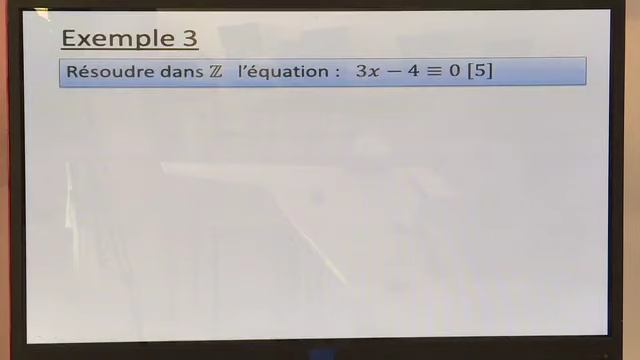 Exemple 3
Résoudre dans ℤ l'équation : 3x − 4 ≡ 0 [5]